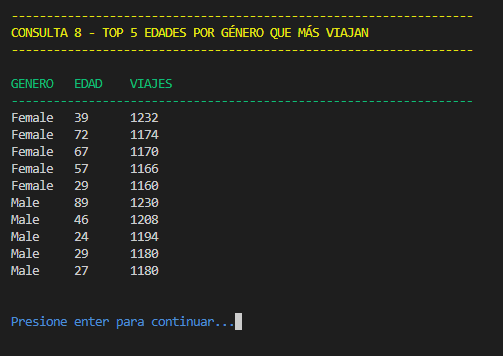 ------------------------------------------------------------------
CONSULTA 8 - TOP 5 EDADES POR GÉNERO QUE MÁS VIAJAN
------------------------------------------------------------------
GENERO EDAD VIAJES
------------------------------------------------------------------
Female 39 1232
Female 72 1174
Female 67 1170
Female 57 1166
Female 29 1160
Male 89 1230
Male 46 1208
Male 24 1194
Male 29 1180
Male 27 1180
Presione enter para continuar...